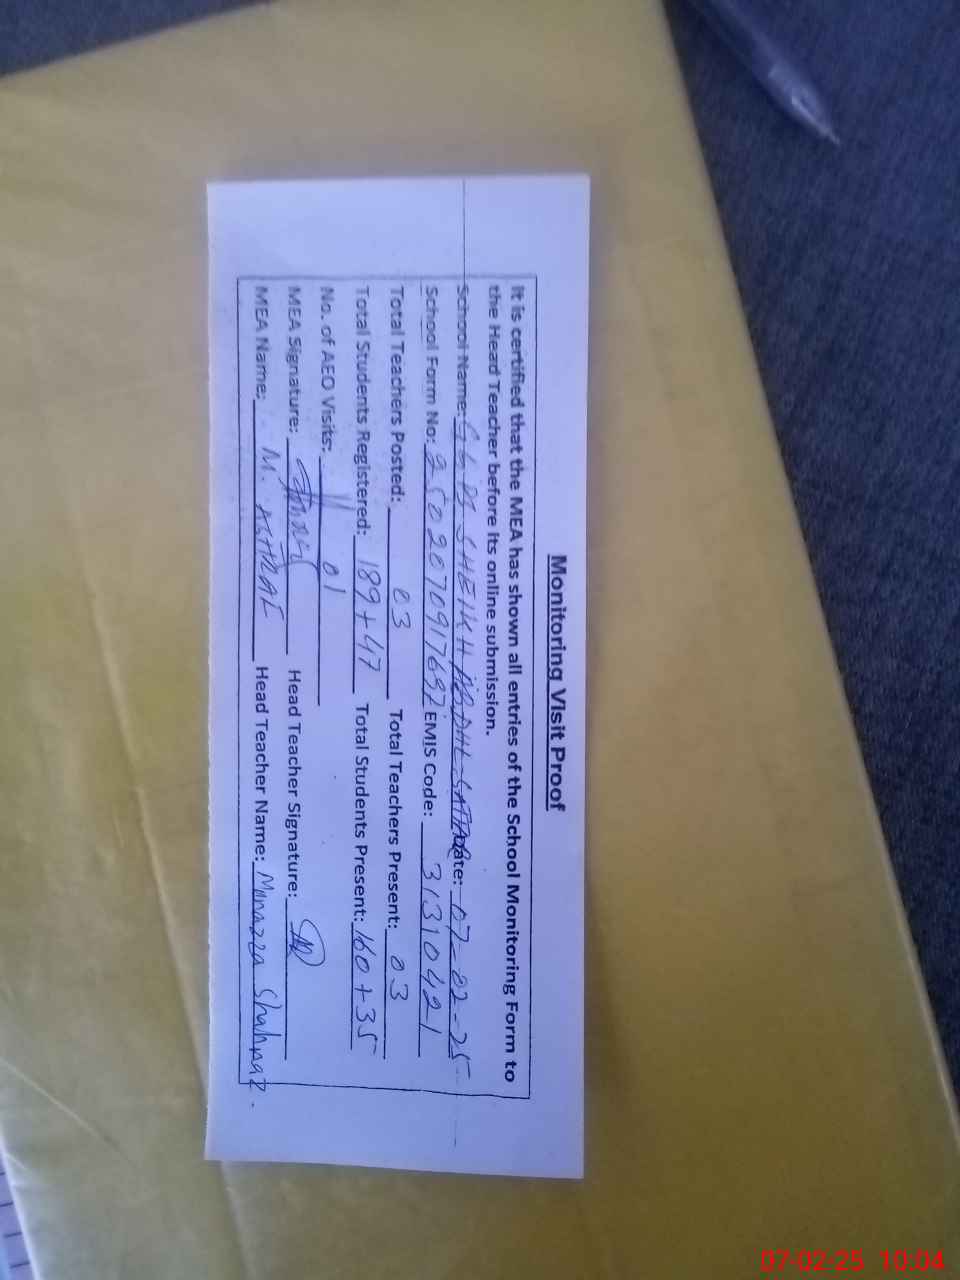 Monitoring Visit Proof
It is certified that the MEA has shown all entries of the School Monitoring Form to
the Head Teacher before its online submission.
School Name: SHEIKH ABDUL SATTAR Date: 07-02-25
School Form No: 2502070917692 EMIS Code: 31310421
Total Teachers Posted: 03 Total Teachers Present: 03
Total Students Registered: 189+47 Total Students Present: 160+35
No. of AEO Visits: 01
MEA Signature: Head Teacher Signature:
MEA Name: M. ASHRAF Head Teacher Name: Munazza Shahnaz.
07-02-25 10:04